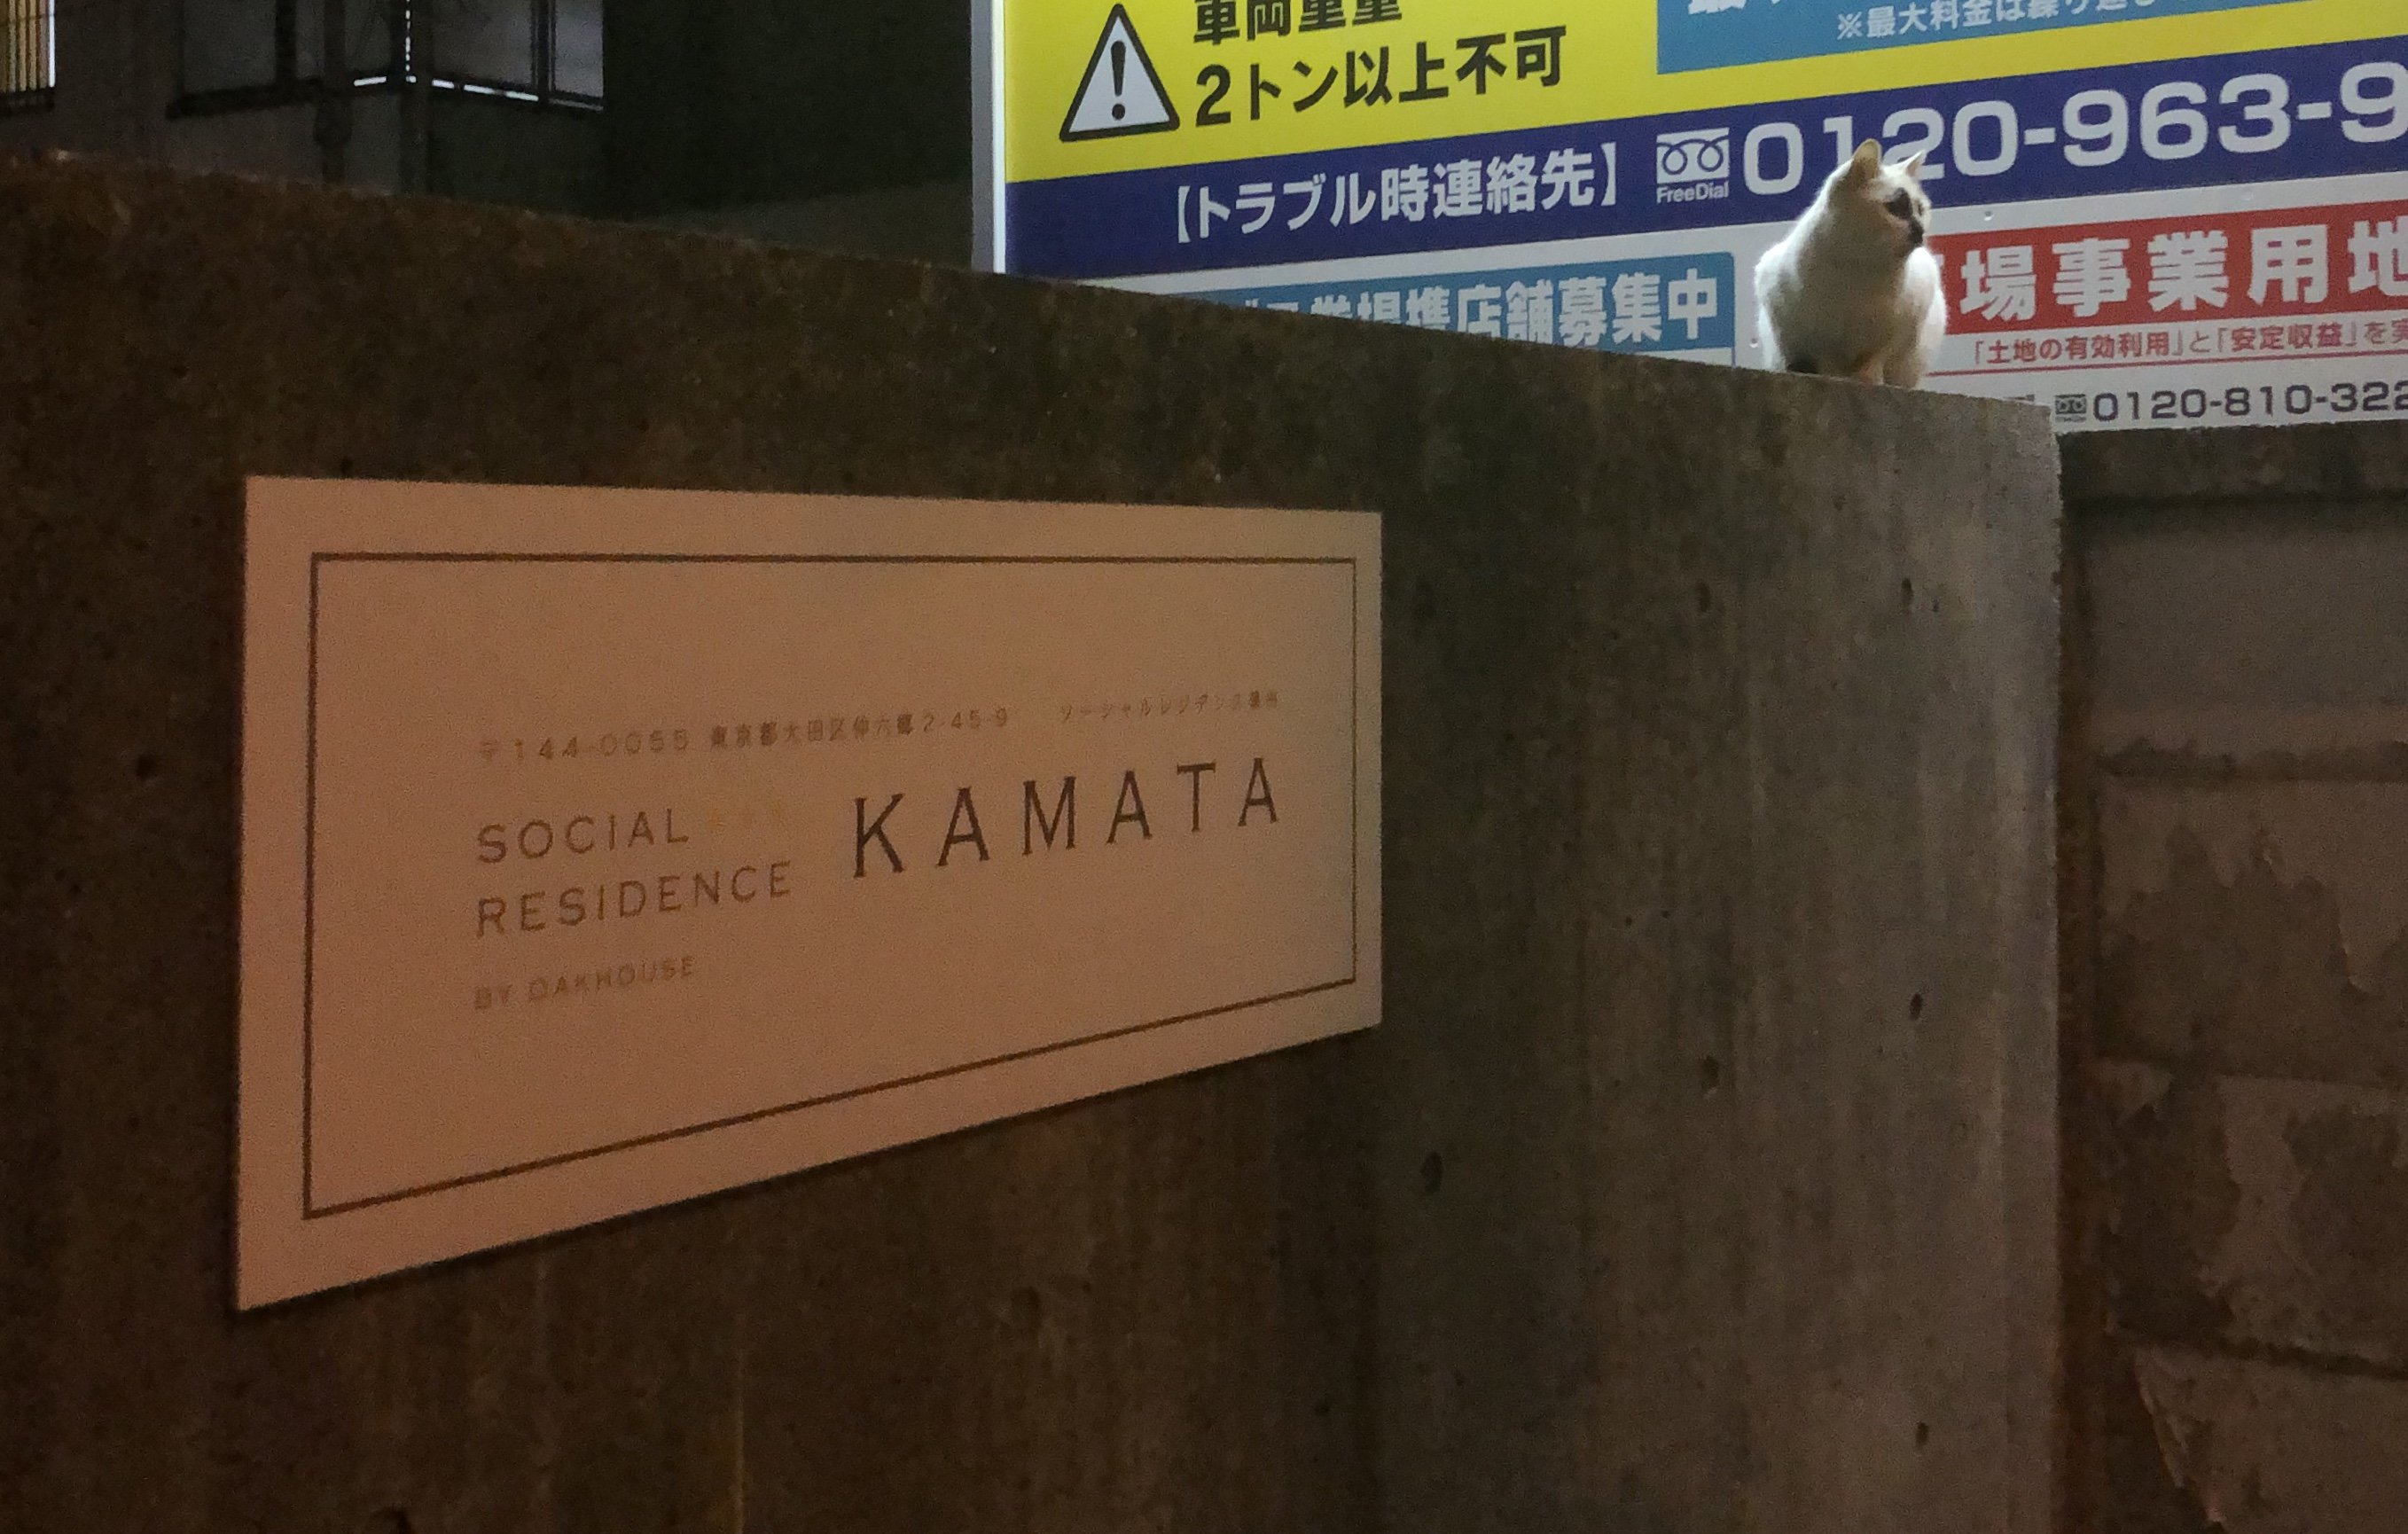 車両重量
2トン以上不可
※最大料金は繰り返し
【トラブル時連絡先】 FreeDial 0120-963-9
提携店舗募集中
場事業用地
「土地の有効利用」と「安定収益」を実
0120-810-322
〒144-0055 東京都大田区仲六郷2-45-9 ソーシャルレジデンス蒲田
SOCIAL
RESIDENCE
KAMATA
BY OAKHOUSE